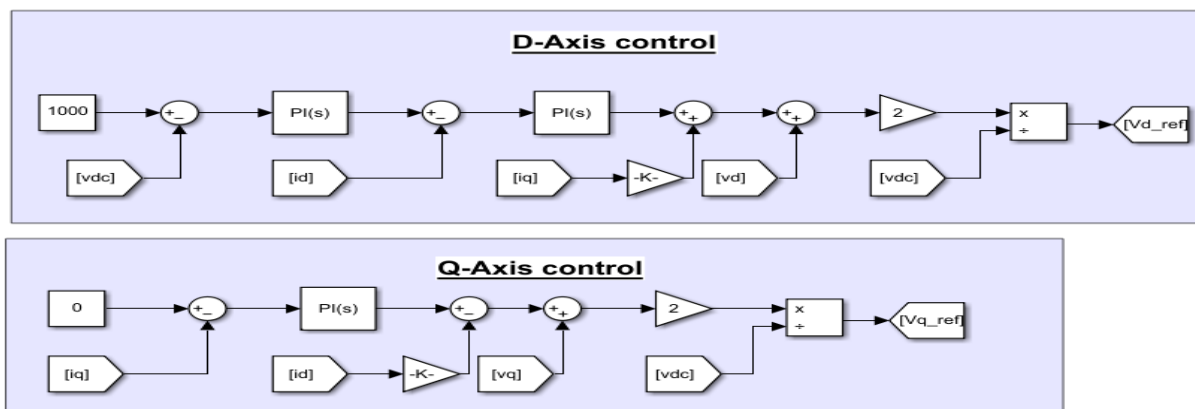 D-Axis control
1000 + − PI(s) + − PI(s) + + + + 2 × ÷ [Vd_ref]
[vdc] [id] [iq] -K- [vd] [vdc]
Q-Axis control
0 + − PI(s) + − + + 2 × ÷ [Vq_ref]
[iq] [id] -K- [vq] [vdc]